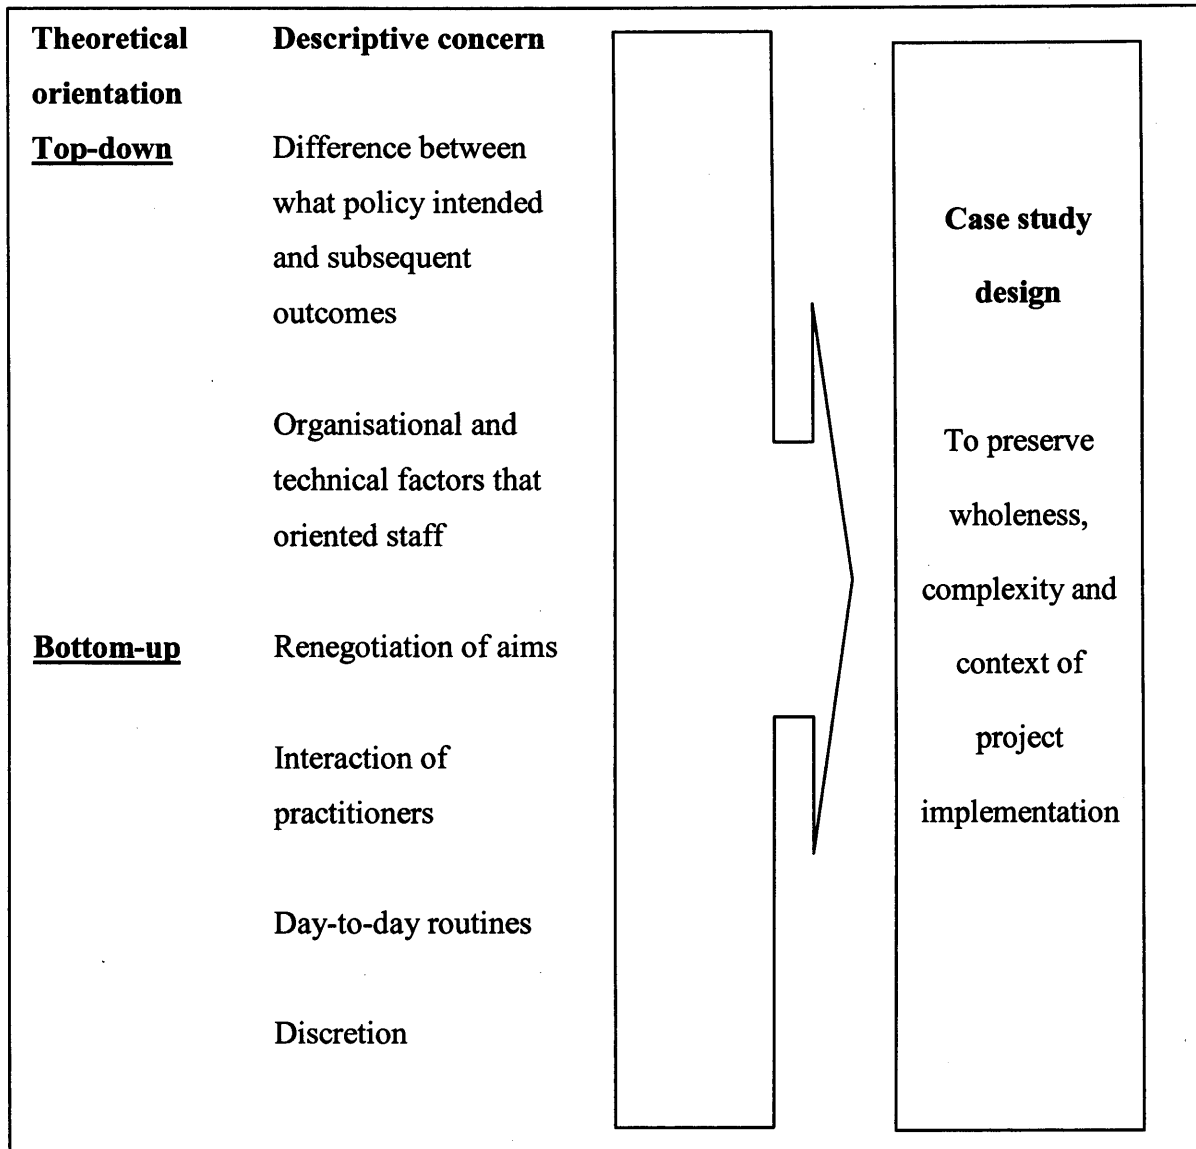 Theoretical
orientation
Descriptive concern
Top-down
Difference between
what policy intended
and subsequent
outcomes
Organisational and
technical factors that
oriented staff
Bottom-up
Renegotiation of aims
Interaction of
practitioners
Day-to-day routines
Discretion
Case study
design
To preserve
wholeness,
complexity and
context of
project
implementation